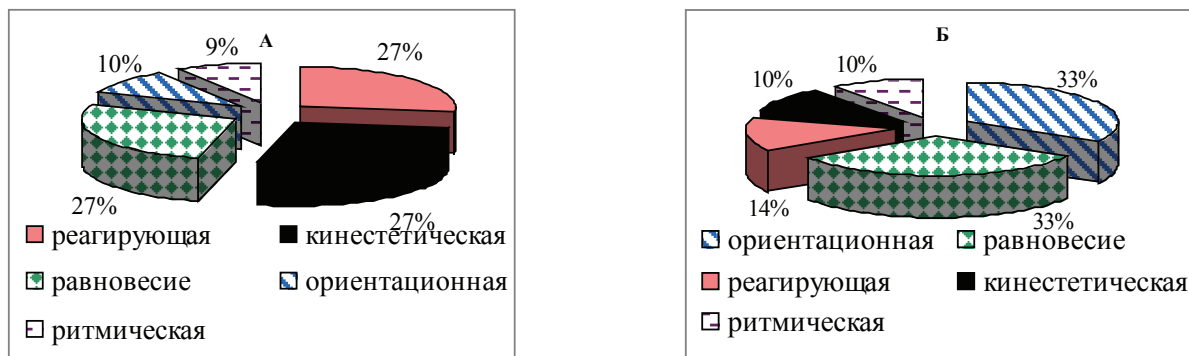 А
9%
27%
10%
27%
27%
реагирующая
кинестетическая
равновесие
ориентационная
ритмическая
Б
10%
33%
10%
14%
33%
ориентационная
равновесие
реагирующая
кинестетическая
ритмическая